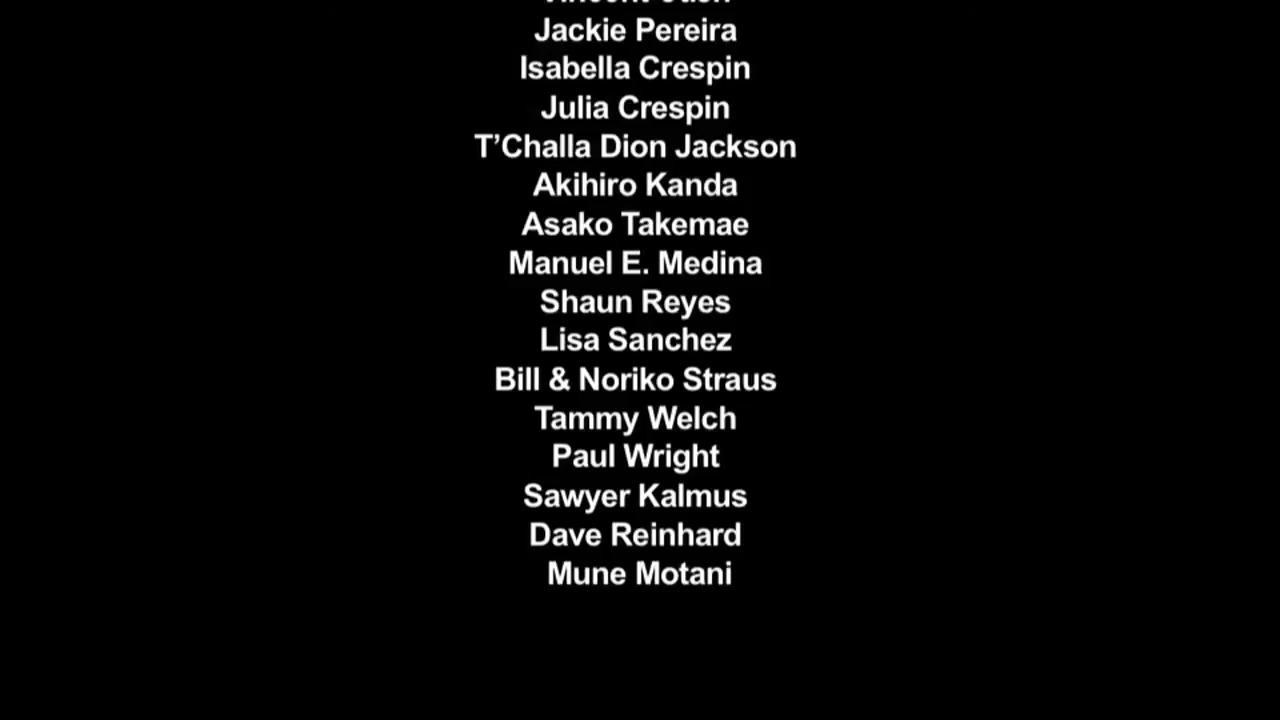 Jackie Pereira
Isabella Crespin
Julia Crespin
T’Challa Dion Jackson
Akihiro Kanda
Asako Takemae
Manuel E. Medina
Shaun Reyes
Lisa Sanchez
Bill & Noriko Straus
Tammy Welch
Paul Wright
Sawyer Kalmus
Dave Reinhard
Mune Motani